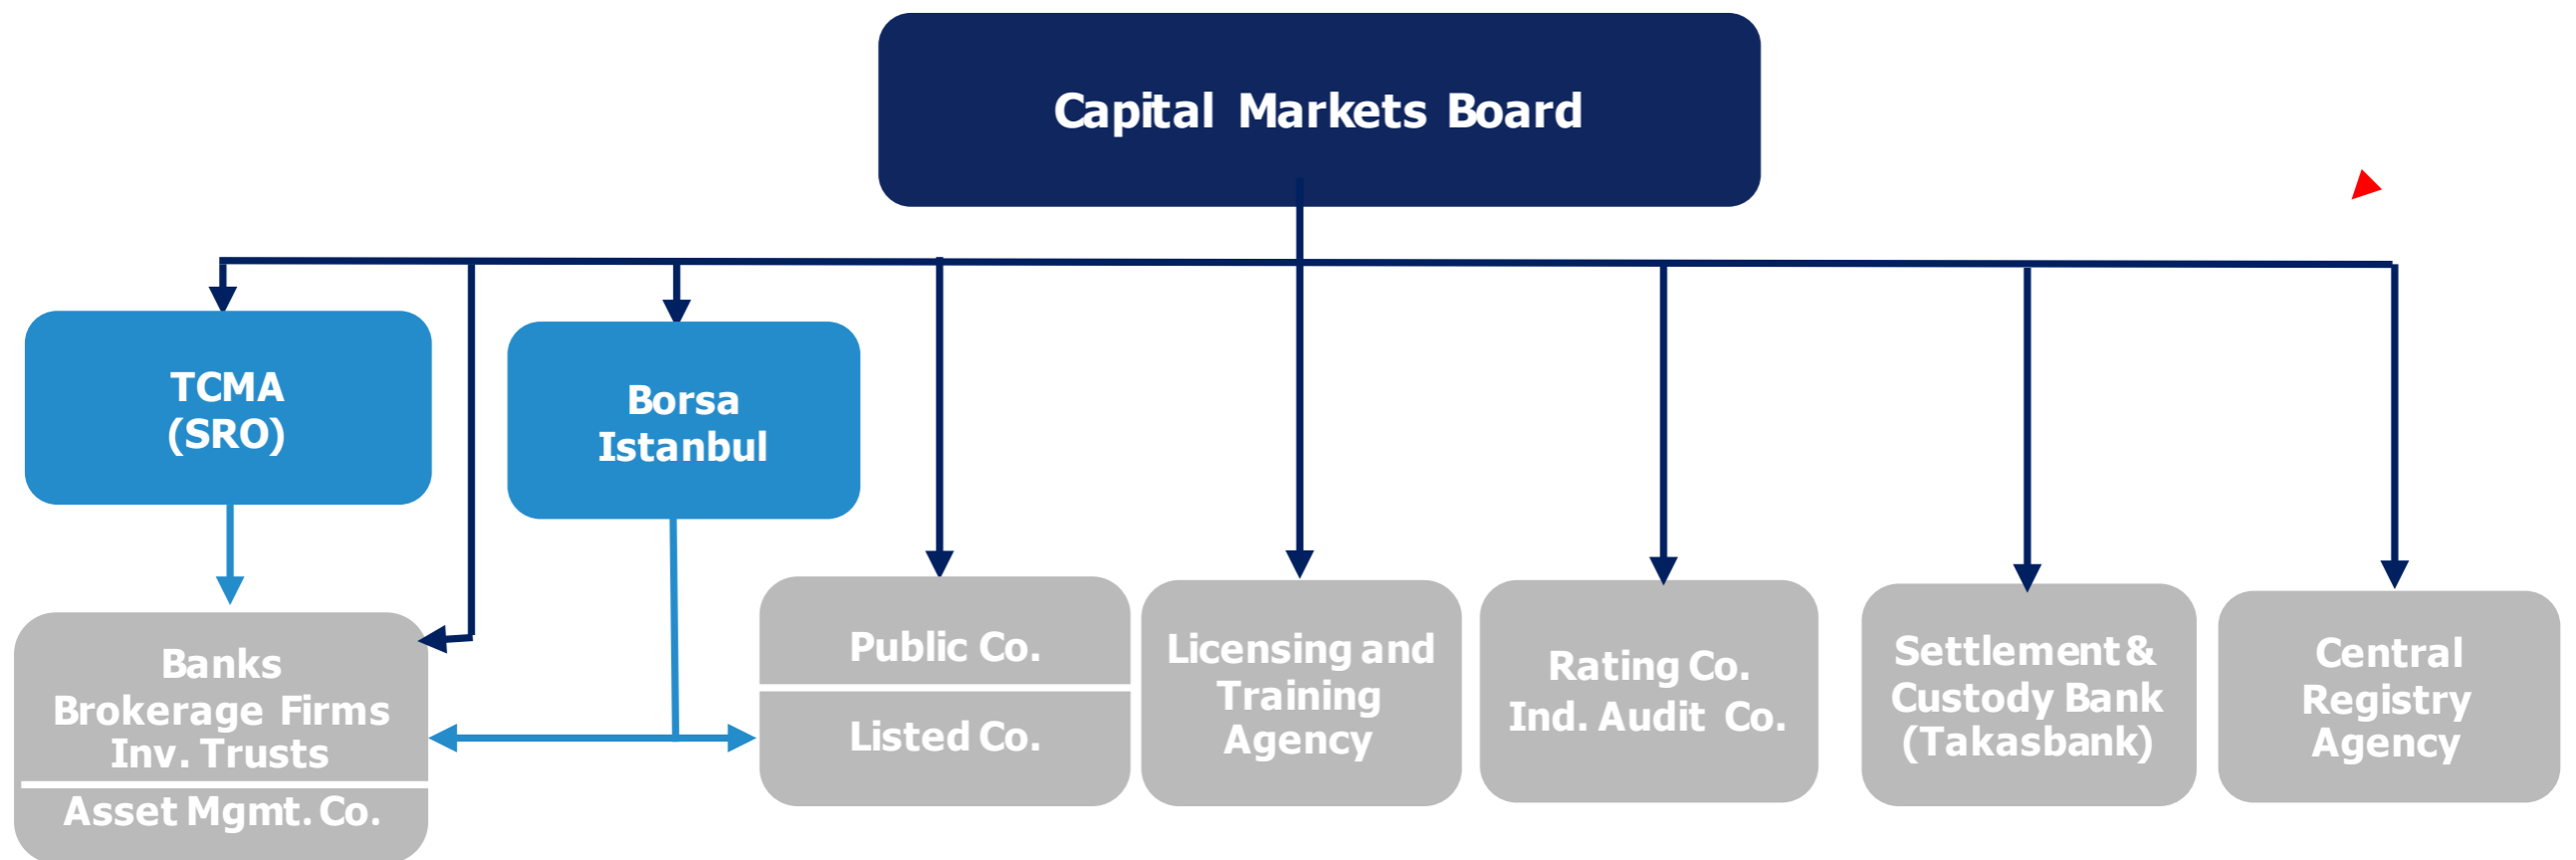 Capital Markets Board
TCMA
(SRO)
Borsa
Istanbul
Banks
Brokerage Firms
Inv. Trusts
Asset Mgmt. Co.
Public Co.
Listed Co.
Licensing and
Training
Agency
Rating Co.
Ind. Audit Co.
Settlement &
Custody Bank
(Takasbank)
Central
Registry
Agency